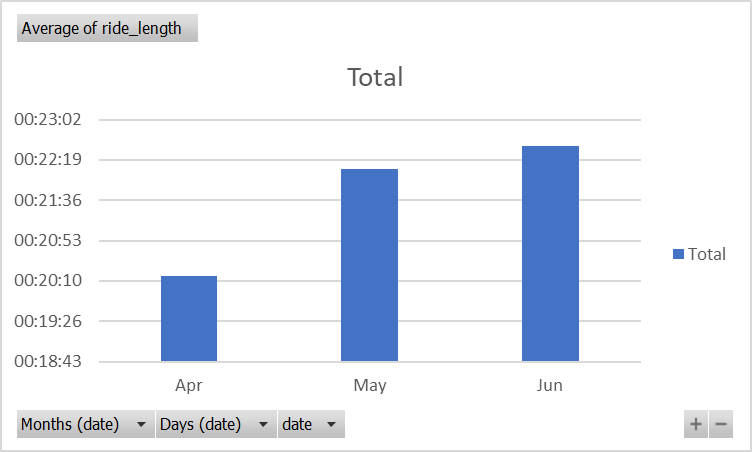 Average of ride_length
Total
00:23:02
00:22:19
00:21:36
00:20:53
00:20:10
00:19:26
00:18:43
Total
Apr May Jun
Months (date) Days (date) date